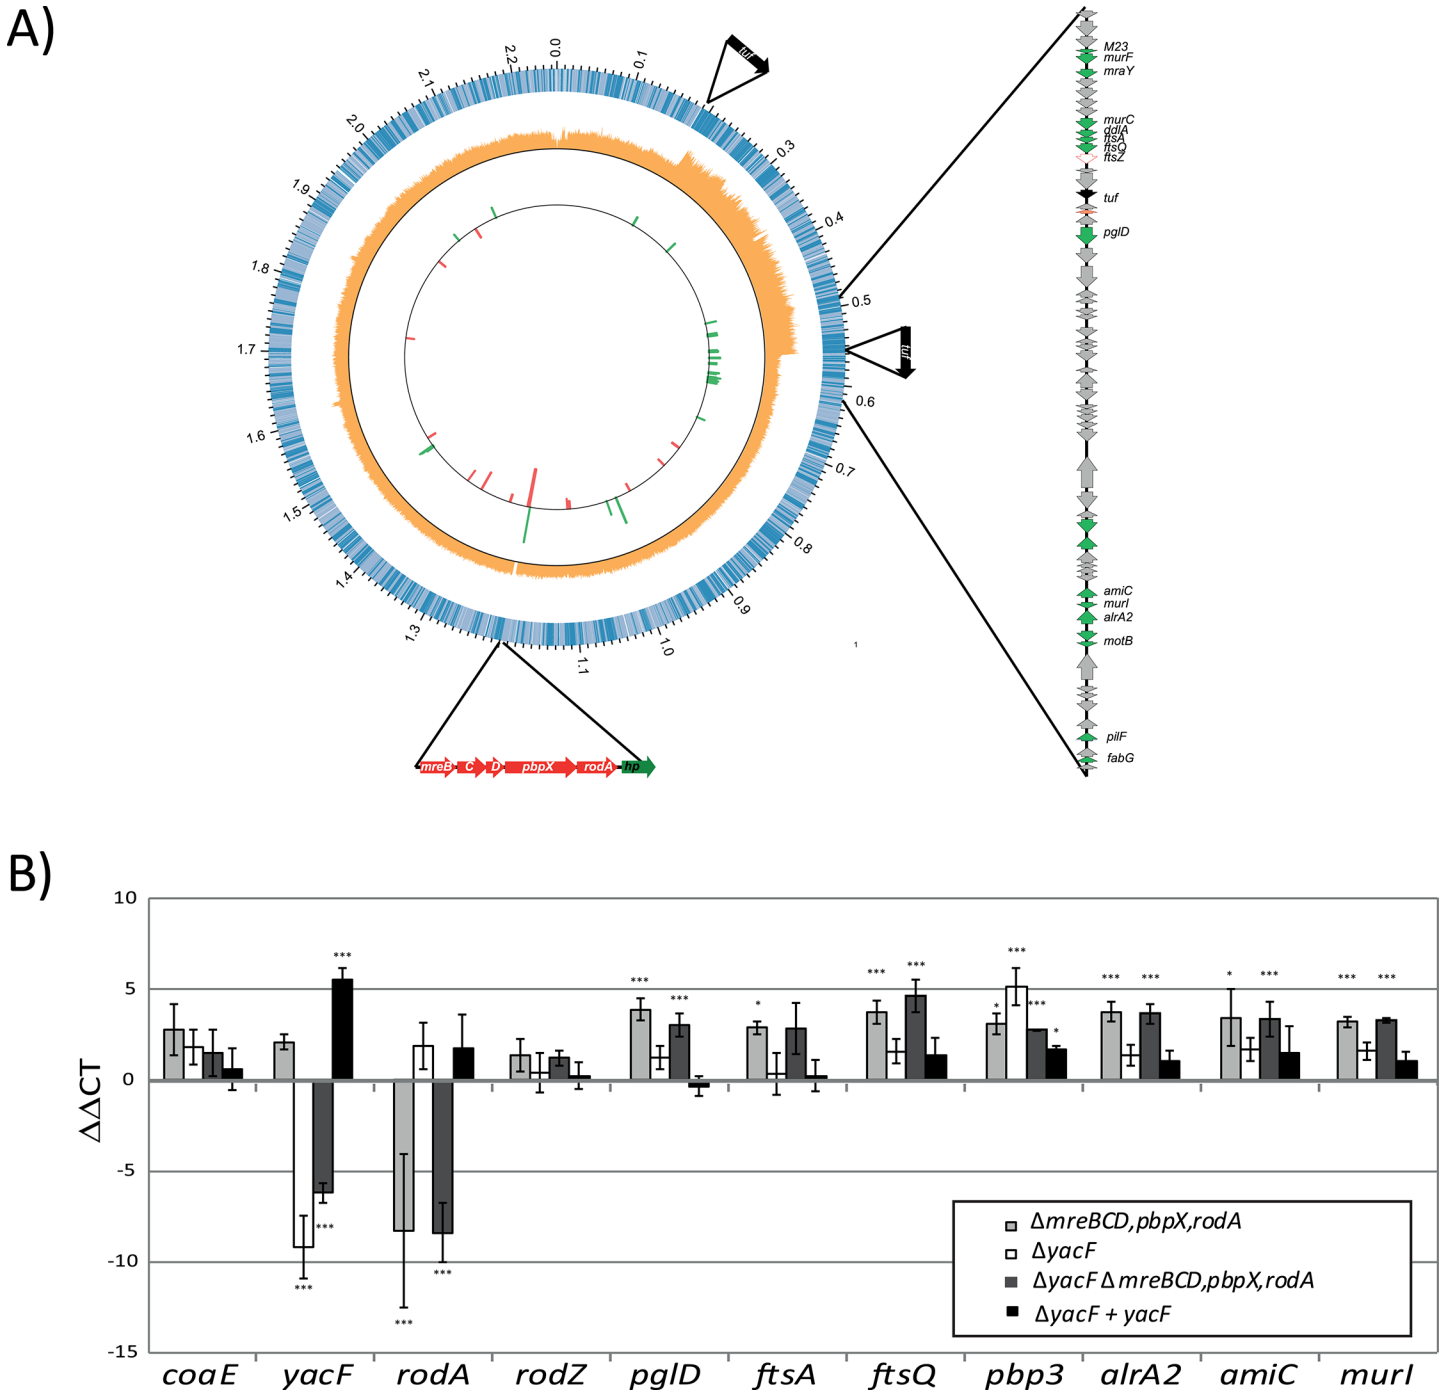 A)
0.0
0.1
0.3
0.4
0.5
0.6
0.7
0.8
0.9
1.0
1.1
1.3
1.4
1.5
1.6
1.7
1.8
1.9
2.0
2.1
2.2
tuf
tuf
1
mreB C D pbpX rodA hp
M23
murF
mraY
murC
ddlA
ftsA
ftsQ
ftsZ
tuf
pglD
amiC
murI
alrA2
motB
pilF
fabG
B)
ΔΔCT
10
5
0
-5
-10
-15
***
***
***
***
***
***
***
*
***
***
*
***
***
*
***
***
*
***
***
***
ΔmreBCD,pbpX,rodA
ΔyacF
ΔyacF Δ mreBCD,pbpX,rodA
ΔyacF + yacF
coaE yacF rodA rodZ pglD ftsA ftsQ pbp3 alrA2 amiC murI